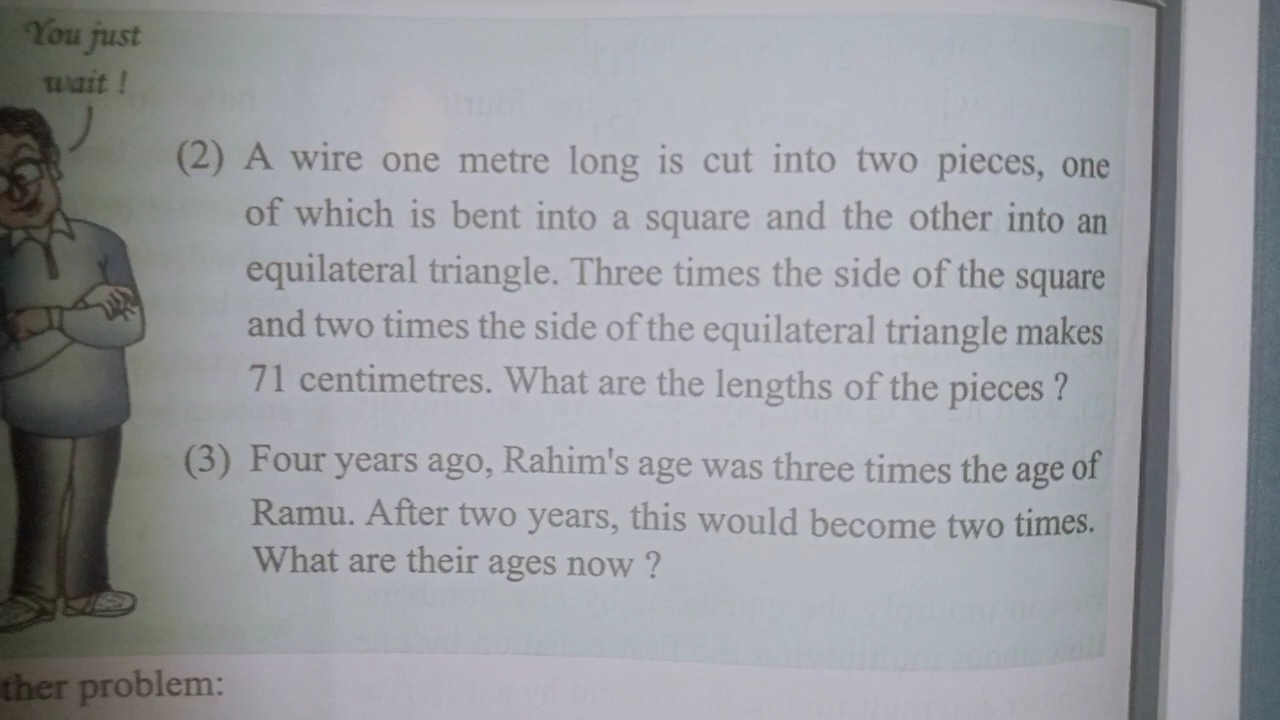 You just
wait !
(2) A wire one metre long is cut into two pieces, one
of which is bent into a square and the other into an
equilateral triangle. Three times the side of the square
and two times the side of the equilateral triangle makes
71 centimetres. What are the lengths of the pieces ?
(3) Four years ago, Rahim's age was three times the age of
Ramu. After two years, this would become two times.
What are their ages now ?
ther problem: